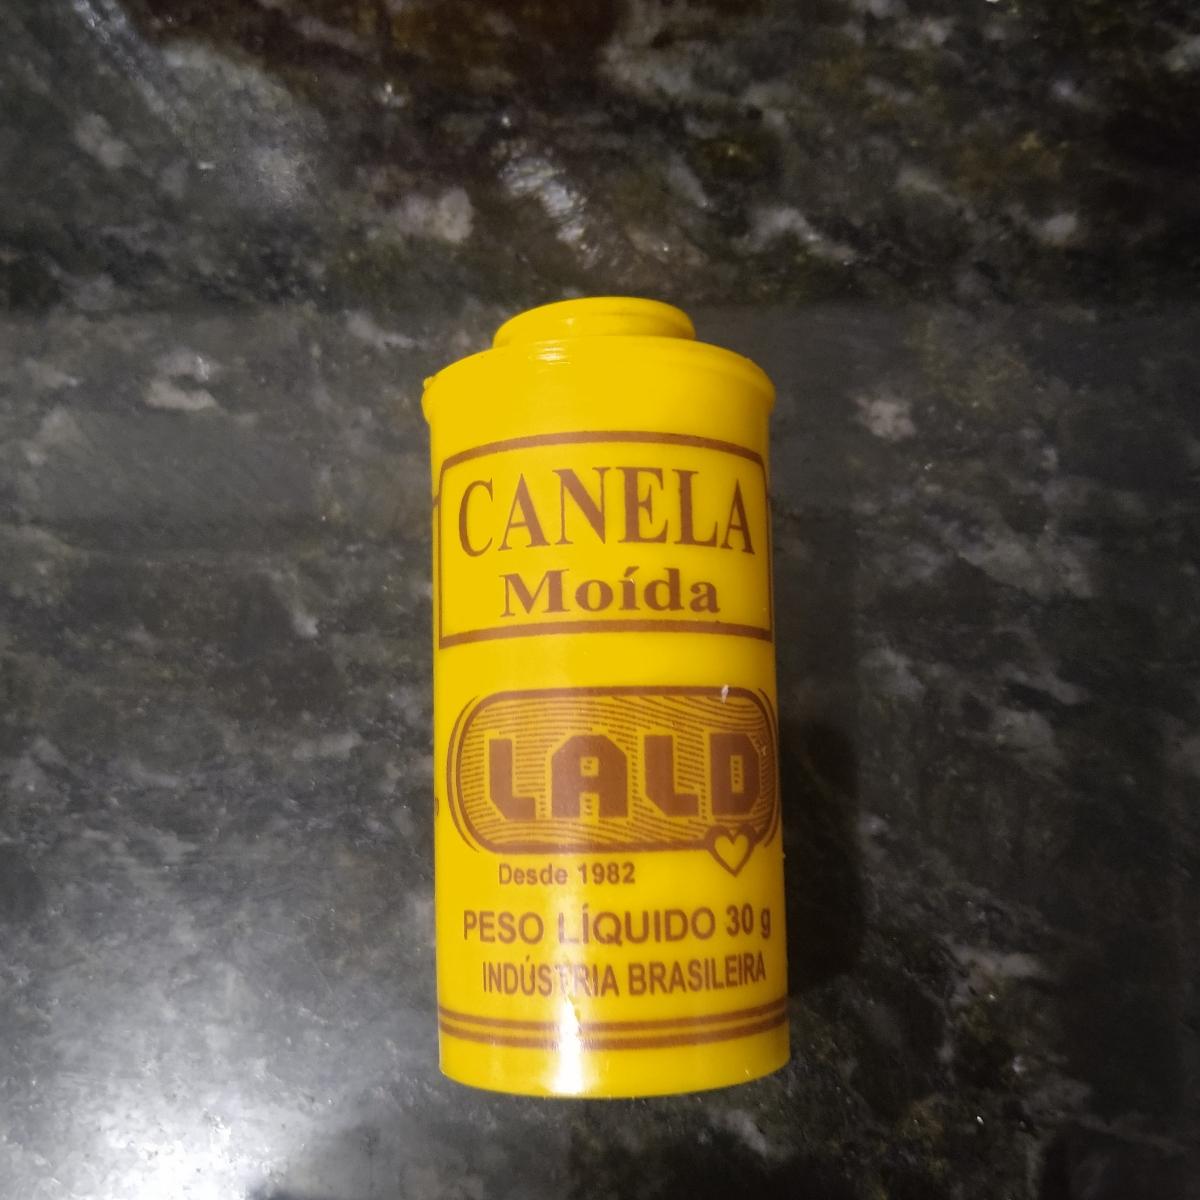 CANELA
Moída
LALD
Desde 1982
PESO LÍQUIDO 30 g
INDÚSTRIA BRASILEIRA